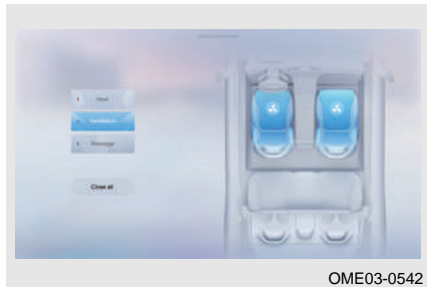 Heat
Ventilation
Massage
Close all
OME03-0542